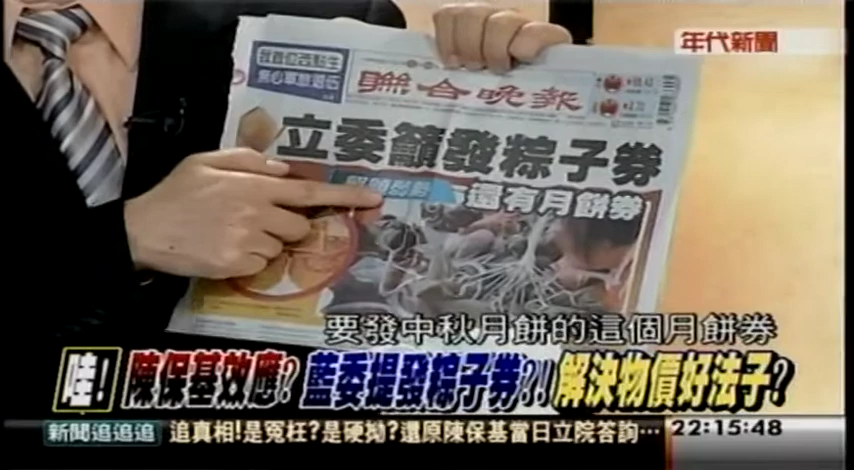 年代新聞
聯合晚報
立委籲發粽子券
還有月餅券
要發中秋月餅的這個月餅券
哇! 陳保基效應? 藍委提發粽子券?! 解決物價好法子?
新聞追追追 追真相!是冤枉?是硬拗?還原陳保基當日立院答詢… 22:15:48